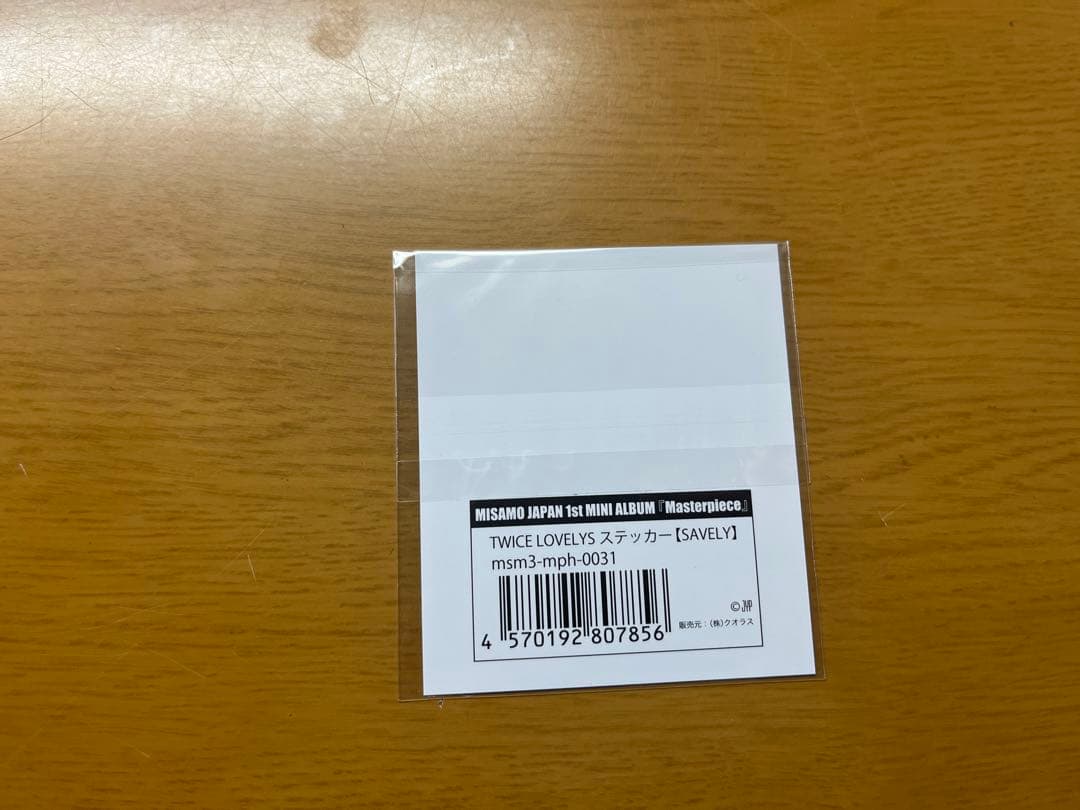 MISAMO JAPAN 1st MINI ALBUM『Masterpiece』
TWICE LOVELYS ステッカー【SAVELY】
msm3-mph-0031
© JYP
販売元：（株）クオラス
4 570192 807856